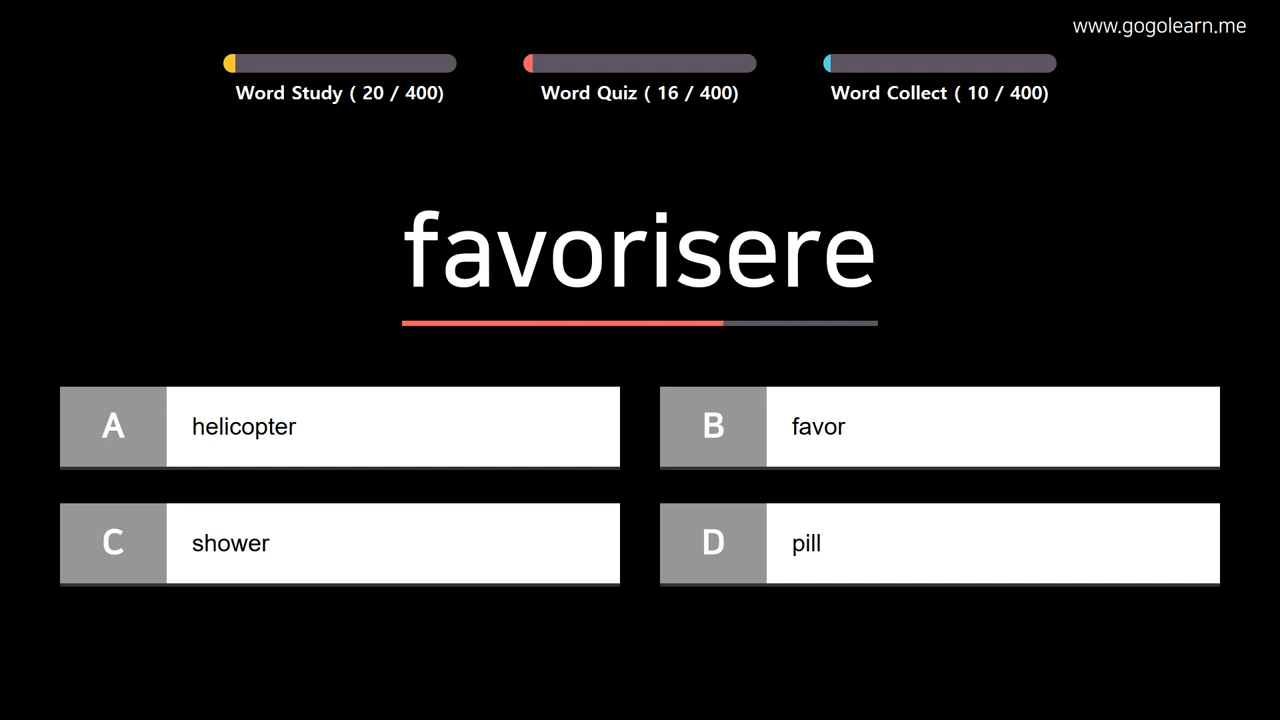 www.gogolearn.me
Word Study ( 20 / 400)
Word Quiz ( 16 / 400)
Word Collect ( 10 / 400)
favorisere
A helicopter
B favor
C shower
D pill